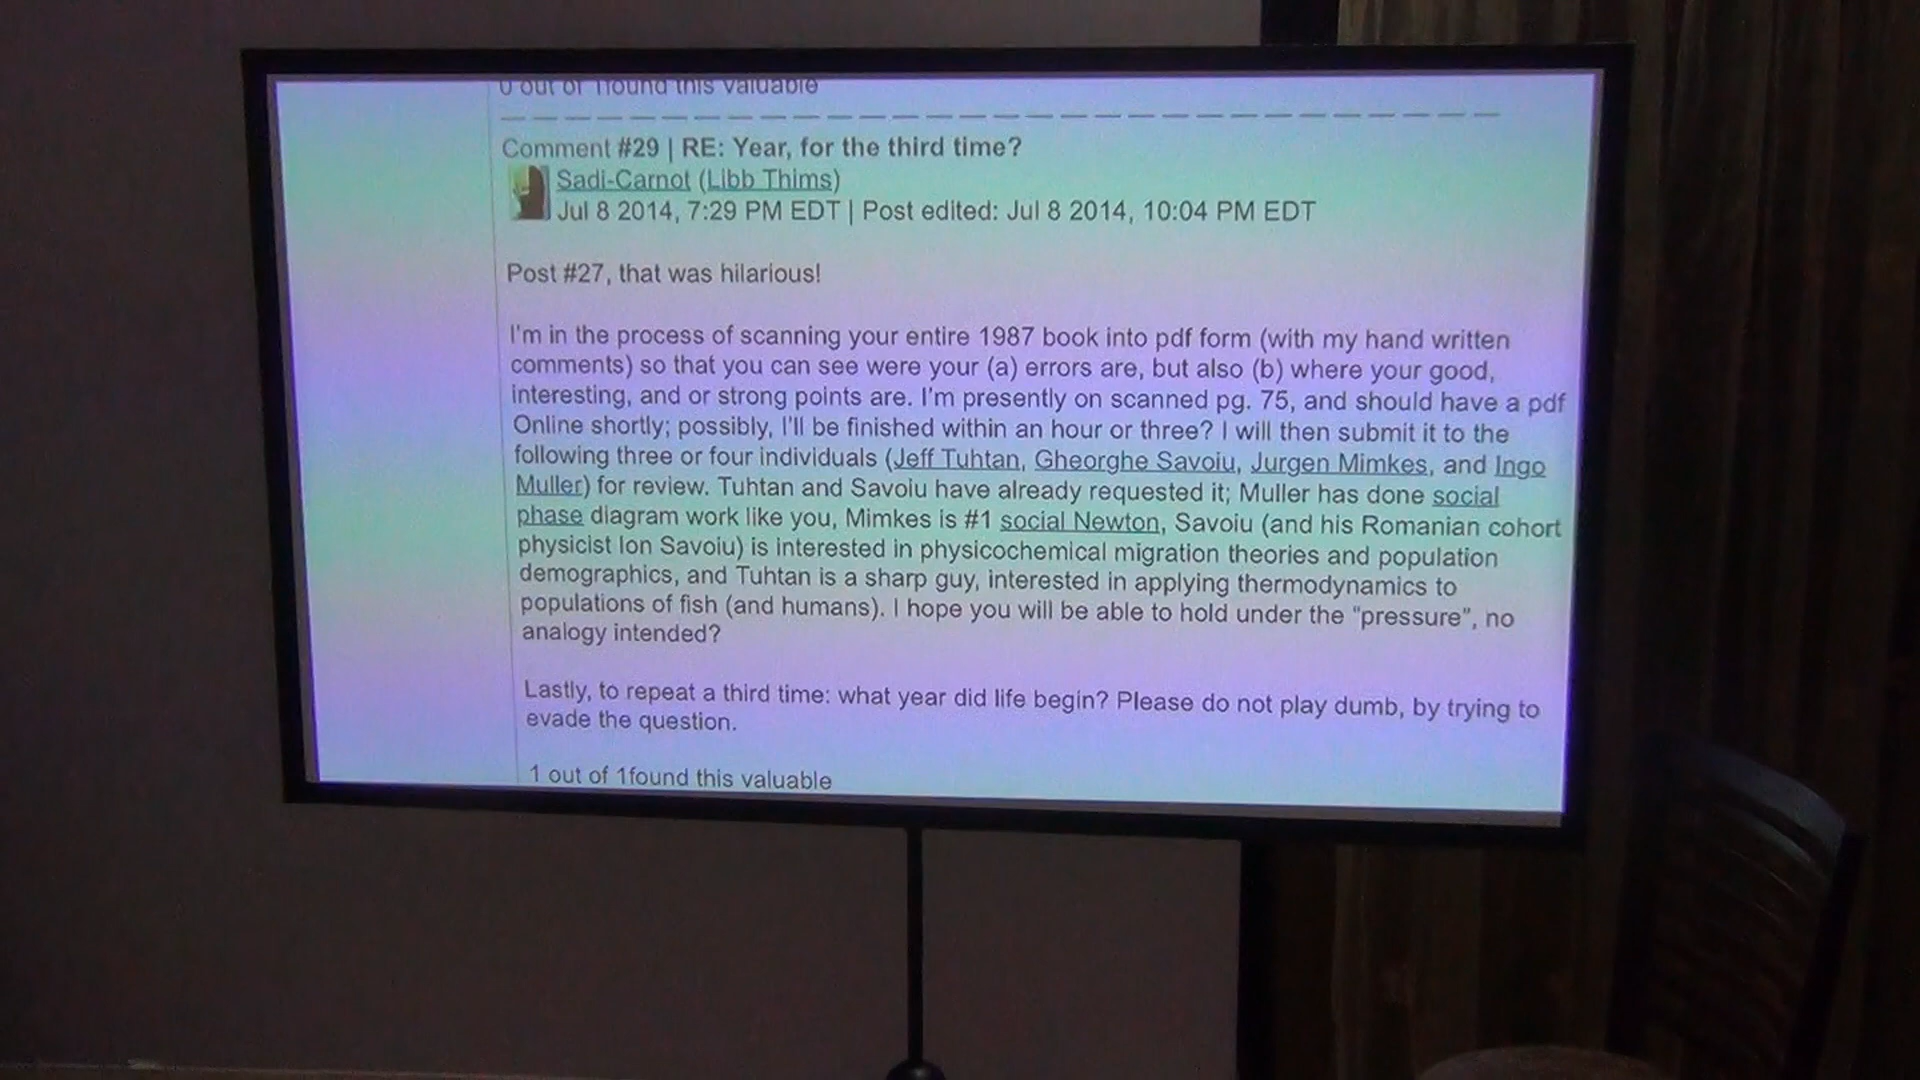 0 out of 1found this valuable
Comment #29 | RE: Year, for the third time?
Sadi-Carnot (Libb Thims)
Jul 8 2014, 7:29 PM EDT | Post edited: Jul 8 2014, 10:04 PM EDT
Post #27, that was hilarious!
I'm in the process of scanning your entire 1987 book into pdf form (with my hand written
comments) so that you can see were your (a) errors are, but also (b) where your good,
interesting, and or strong points are. I'm presently on scanned pg. 75, and should have a pdf
Online shortly; possibly, I'll be finished within an hour or three? I will then submit it to the
following three or four individuals (Jeff Tuhtan, Gheorghe Savoiu, Jurgen Mimkes, and Ingo
Muller) for review. Tuhtan and Savoiu have already requested it; Muller has done social
phase diagram work like you, Mimkes is #1 social Newton, Savoiu (and his Romanian cohort
physicist Ion Savoiu) is interested in physicochemical migration theories and population
demographics, and Tuhtan is a sharp guy, interested in applying thermodynamics to
populations of fish (and humans). I hope you will be able to hold under the "pressure", no
analogy intended?
Lastly, to repeat a third time: what year did life begin? Please do not play dumb, by trying to
evade the question.
1 out of 1found this valuable